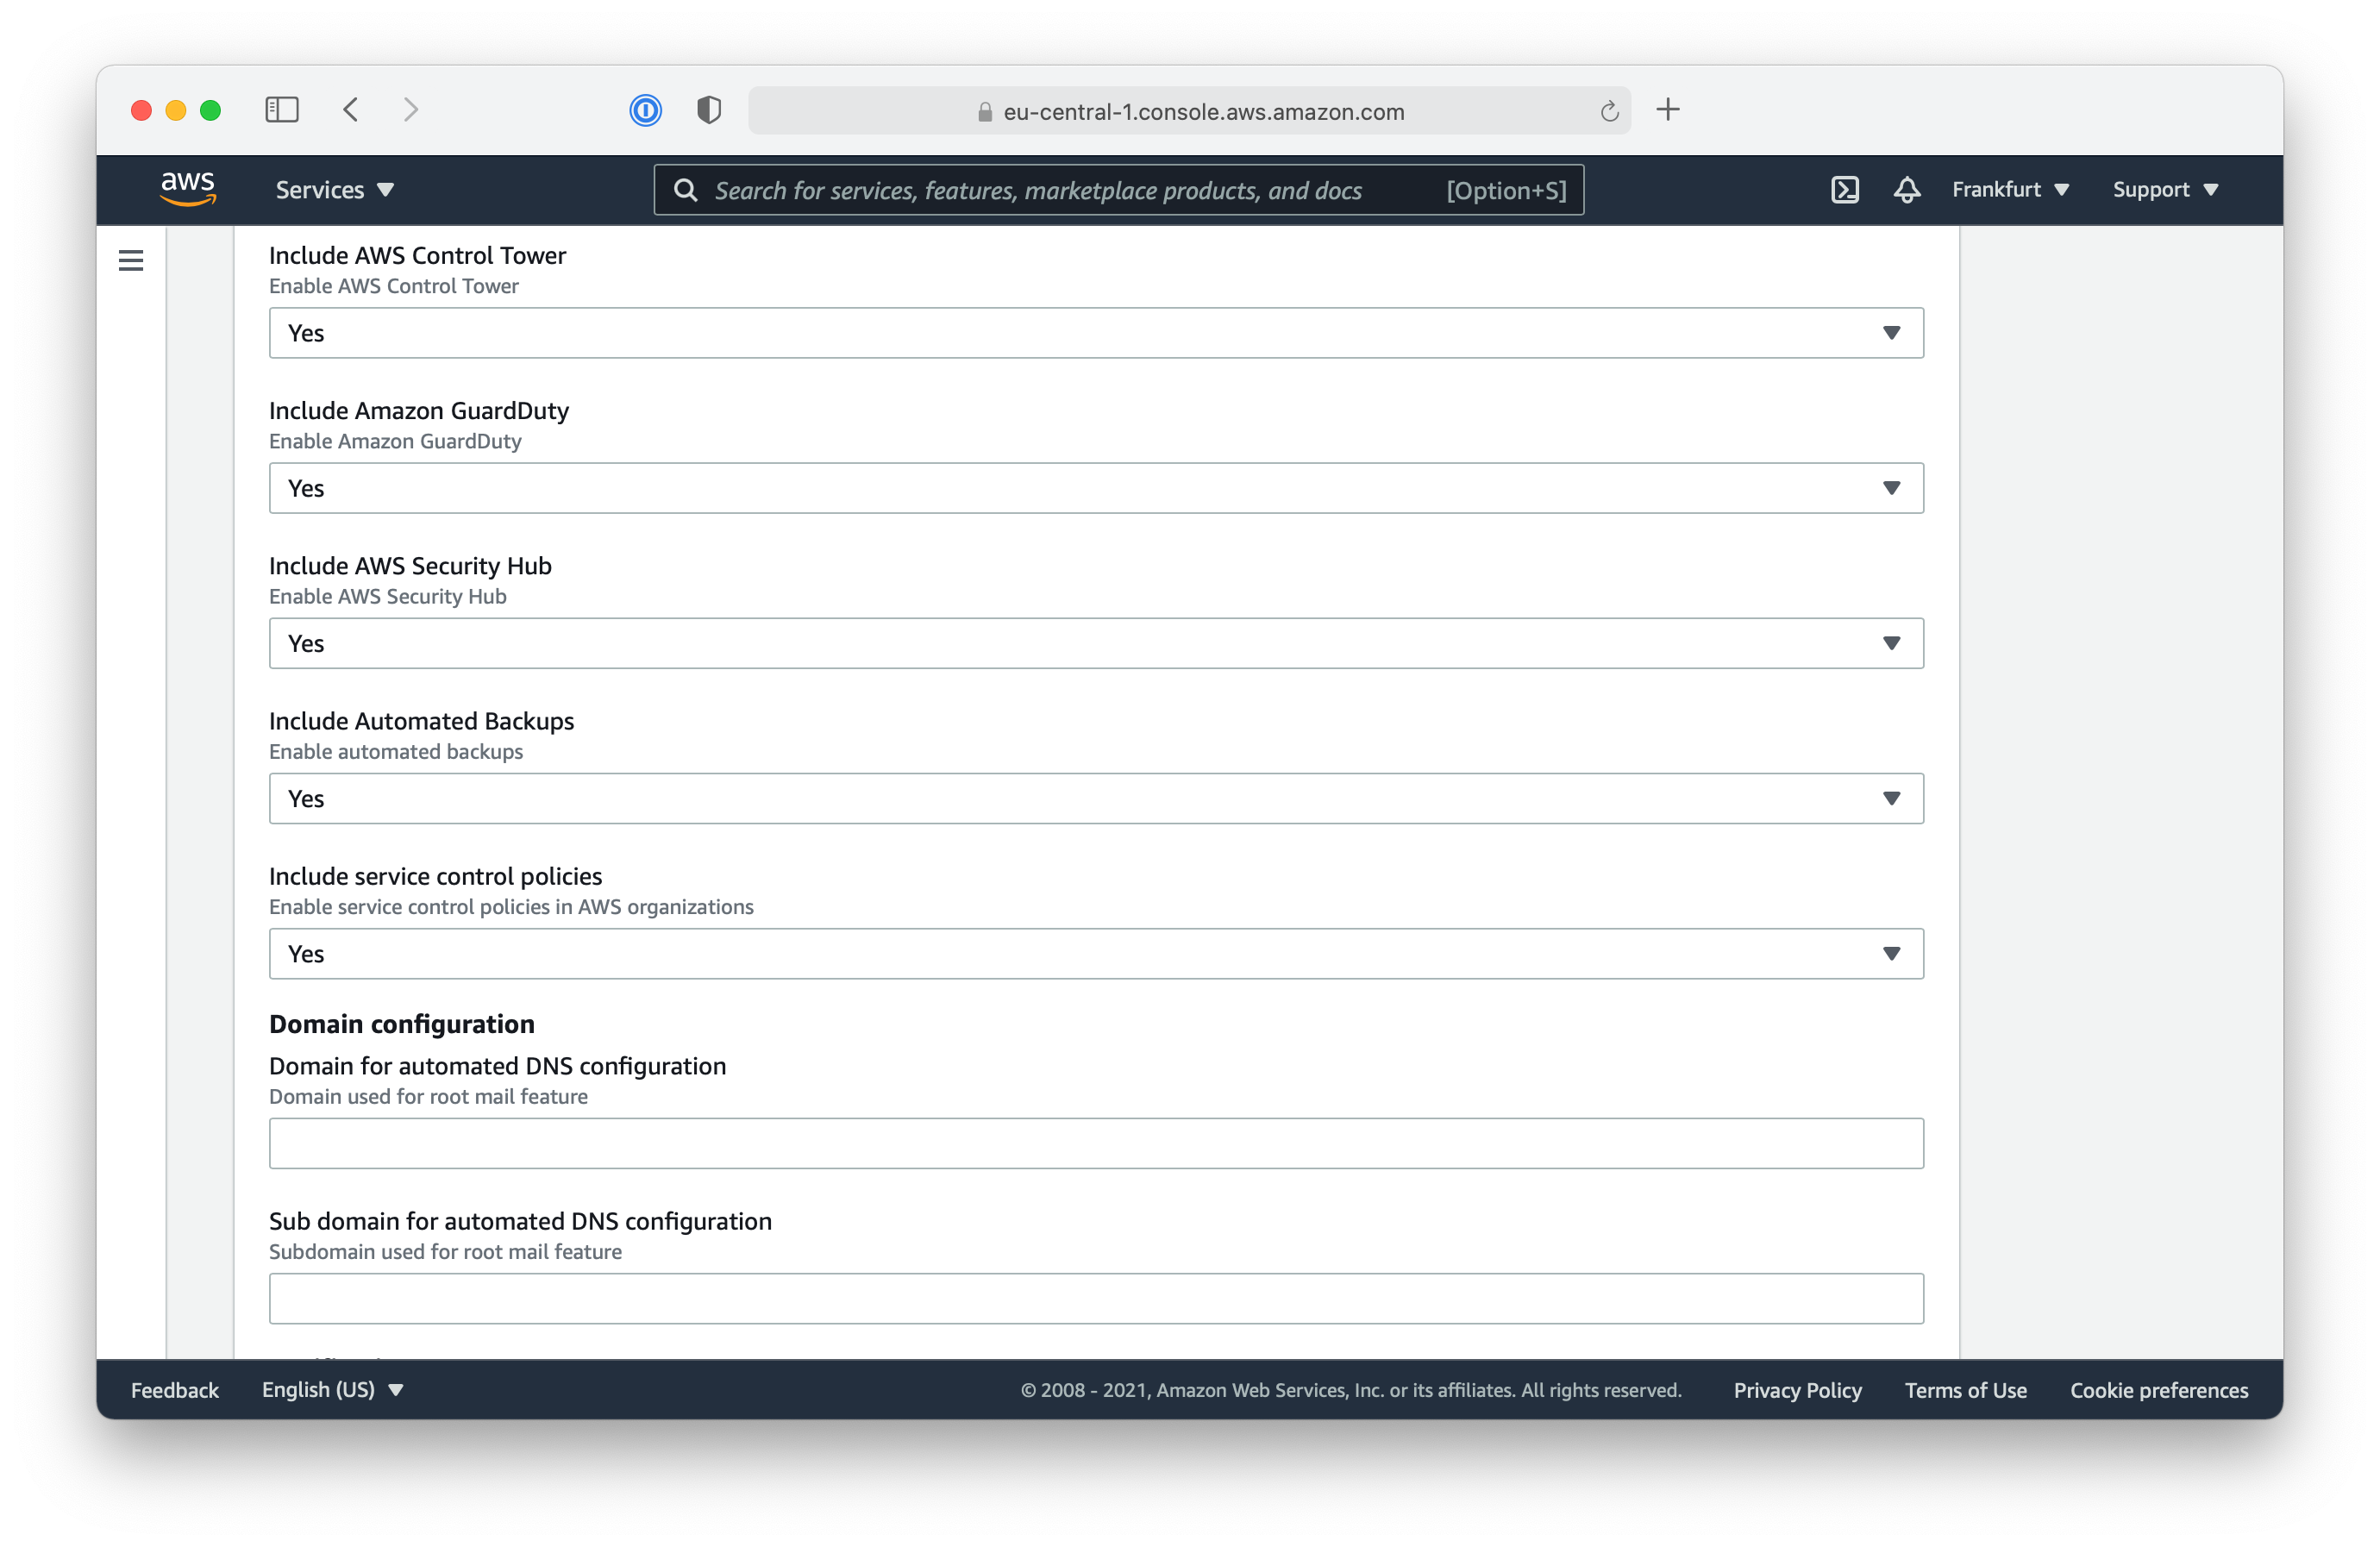 eu-central-1.console.aws.amazon.com
aws
Services
Search for services, features, marketplace products, and docs [Option+S]
Frankfurt
Support
Include AWS Control Tower
Enable AWS Control Tower
Yes
Include Amazon GuardDuty
Enable Amazon GuardDuty
Yes
Include AWS Security Hub
Enable AWS Security Hub
Yes
Include Automated Backups
Enable automated backups
Yes
Include service control policies
Enable service control policies in AWS organizations
Yes
Domain configuration
Domain for automated DNS configuration
Domain used for root mail feature
Sub domain for automated DNS configuration
Subdomain used for root mail feature
Feedback
English (US)
© 2008 - 2021, Amazon Web Services, Inc. or its affiliates. All rights reserved.
Privacy Policy
Terms of Use
Cookie preferences